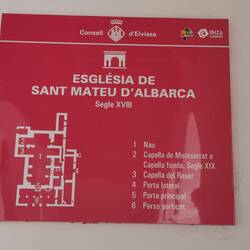 Consell d'Eivissa
IBIZA
ESGLÉSIA DE
SANT MATEU D'ALBARCA
Segle XVIII
1 Nau
2 Capella de Montserrat o
Capella fonda, Segle XIX
3 Capella del Roser
4 Porta lateral
5 Porta principal
6 Porxo porticat